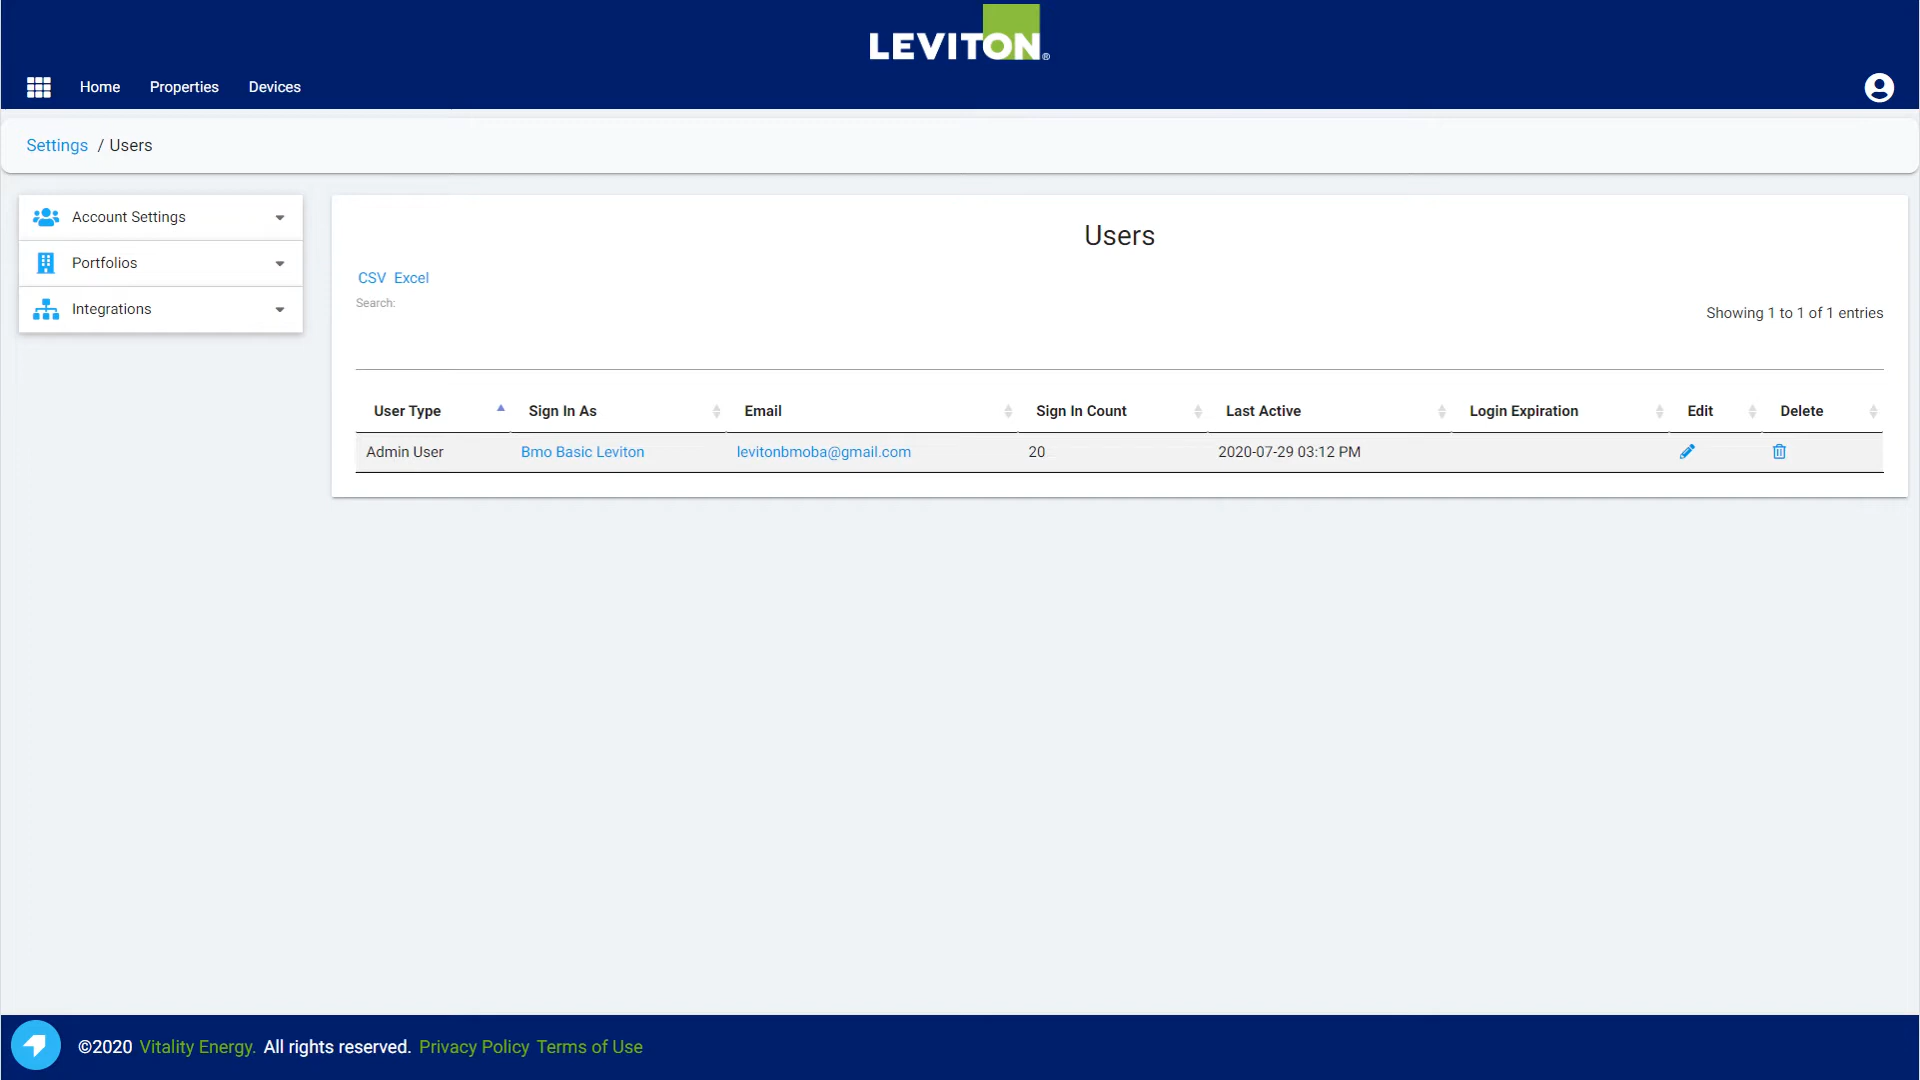 LEVITON®
Home Properties Devices
Settings / Users
Account Settings
Portfolios
Integrations
Users
CSV Excel
Search:
Showing 1 to 1 of 1 entries
User Type Sign In As Email Sign In Count Last Active Login Expiration Edit Delete
Admin User Bmo Basic Leviton levitonbmoba@gmail.com 20 2020-07-29 03:12 PM
©2020 Vitality Energy. All rights reserved. Privacy Policy Terms of Use